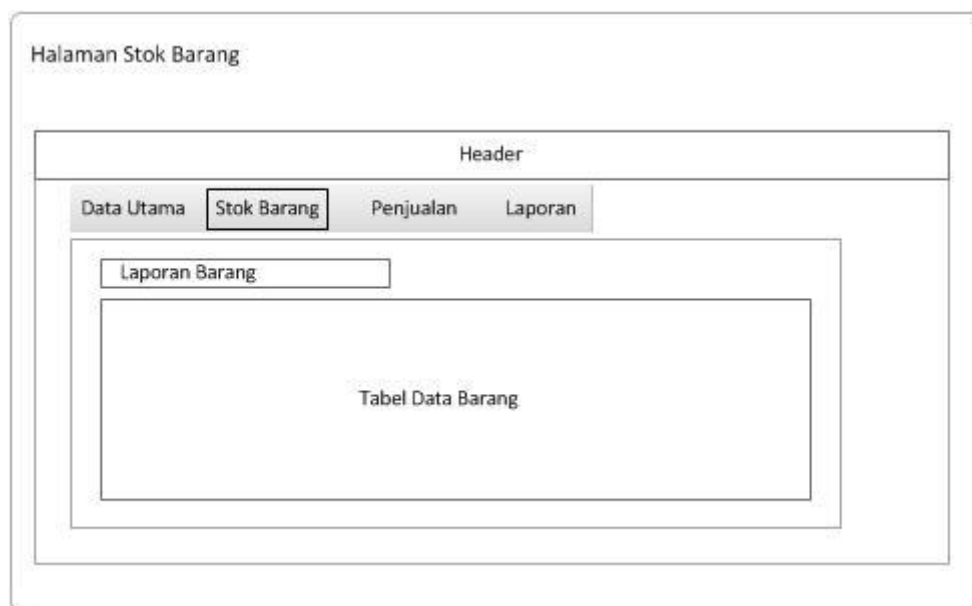 Halaman Stok Barang
Header
Data Utama Stok Barang Penjualan Laporan
Laporan Barang
Tabel Data Barang